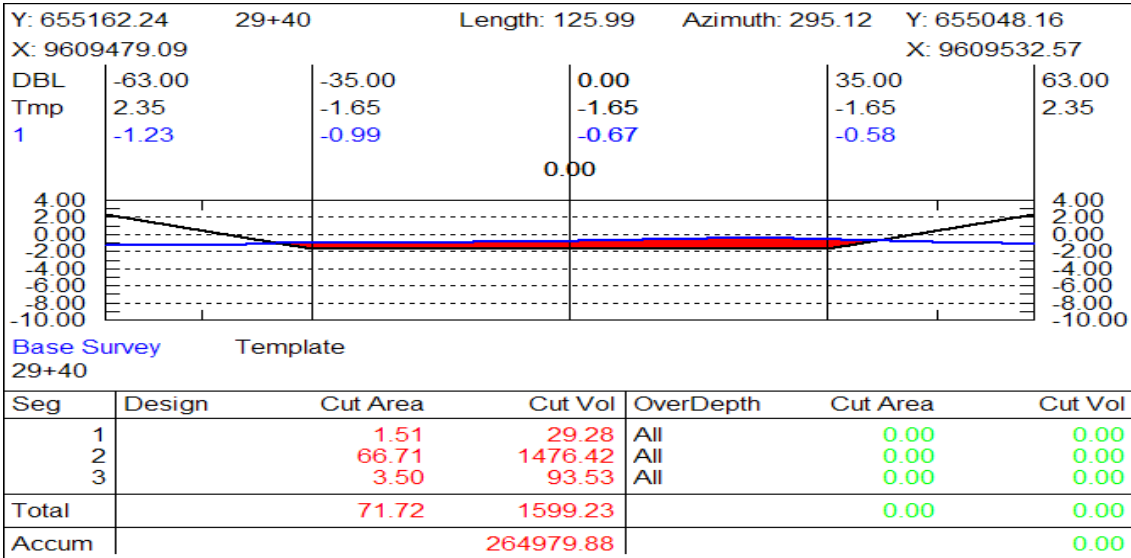 Y: 655162.24 29+40 Length: 125.99 Azimuth: 295.12 Y: 655048.16
X: 9609479.09 X: 9609532.57
DBL -63.00 -35.00 0.00 35.00 63.00
Tmp 2.35 -1.65 -1.65 -1.65 2.35
1 -1.23 -0.99 -0.67 -0.58
0.00
4.00 4.00
2.00 2.00
0.00 0.00
-2.00 -2.00
-4.00 -4.00
-6.00 -6.00
-8.00 -8.00
-10.00 -10.00
Base Survey Template
29+40
Seg Design Cut Area Cut Vol OverDepth Cut Area Cut Vol
1 1.51 29.28 All 0.00 0.00
2 66.71 1476.42 All 0.00 0.00
3 3.50 93.53 All 0.00 0.00
Total 71.72 1599.23 0.00 0.00
Accum 264979.88 0.00